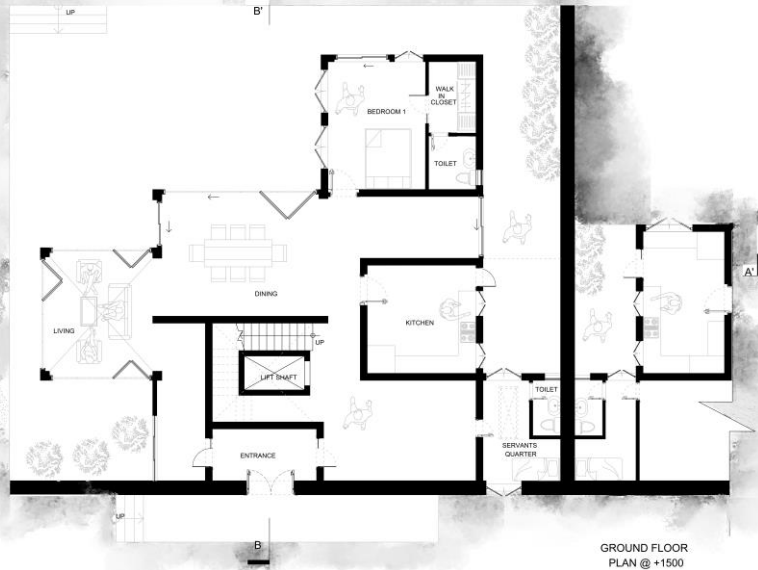 UP
B'
WALK
IN
CLOSET
BEDROOM 1
TOILET
A'
DINING
LIVING
KITCHEN
UP
LIFT SHAFT
TOILET
SERVANTS
QUARTER
ENTRANCE
UP
B
GROUND FLOOR
PLAN @ +1500